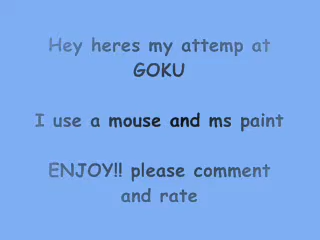 Hey heres my attemp at
GOKU
I use a mouse and ms paint
ENJOY!! please comment
and rate